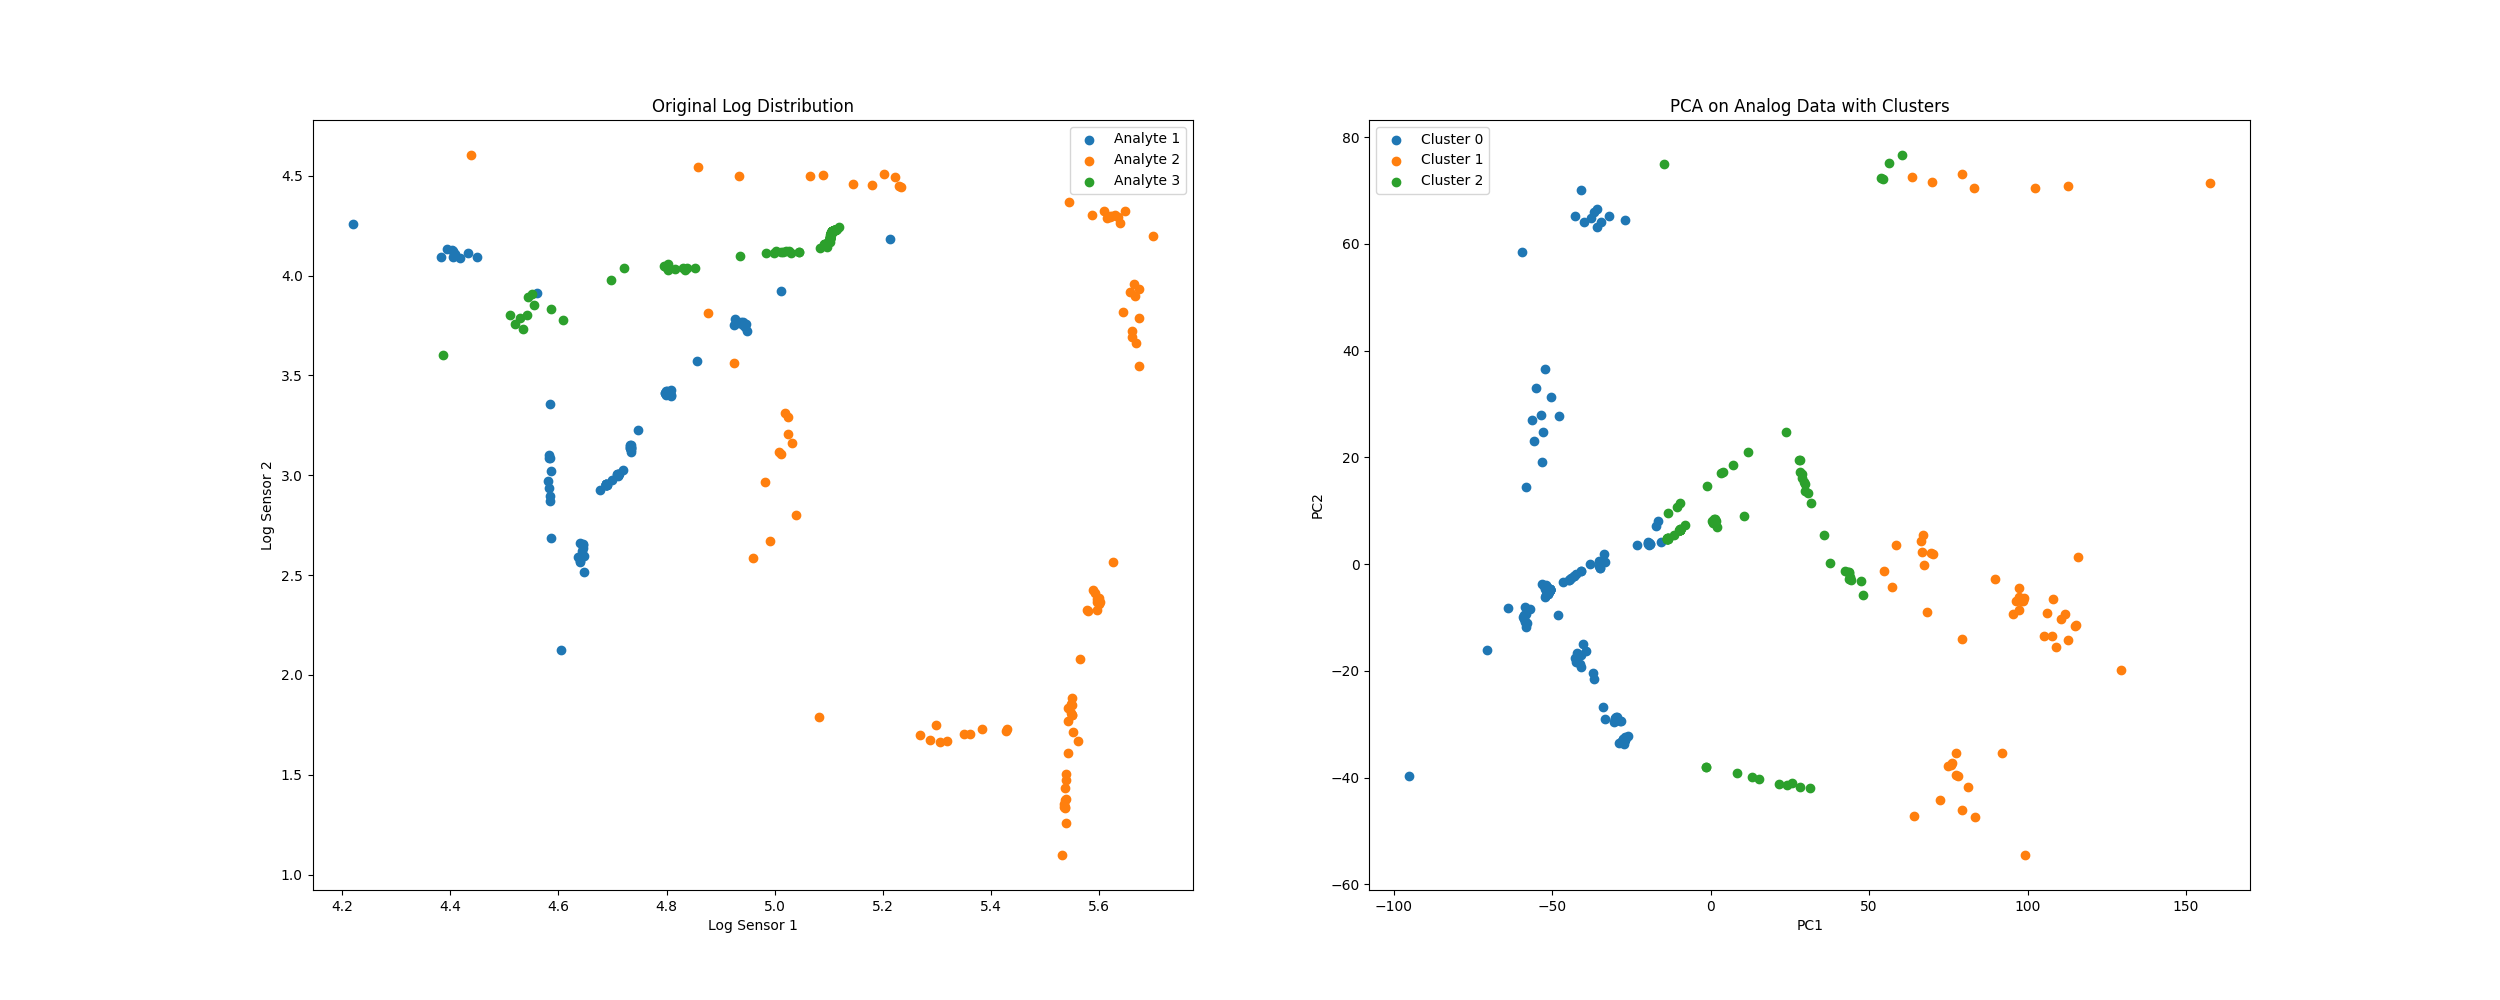 Original Log Distribution
Analyte 1
Analyte 2
Analyte 3
4.5
4.0
3.5
3.0
2.5
2.0
1.5
1.0
Log Sensor 2
4.2 4.4 4.6 4.8 5.0 5.2 5.4 5.6
Log Sensor 1
PCA on Analog Data with Clusters
Cluster 0
Cluster 1
Cluster 2
80
60
40
20
0
−20
−40
−60
PC2
−100 −50 0 50 100 150
PC1